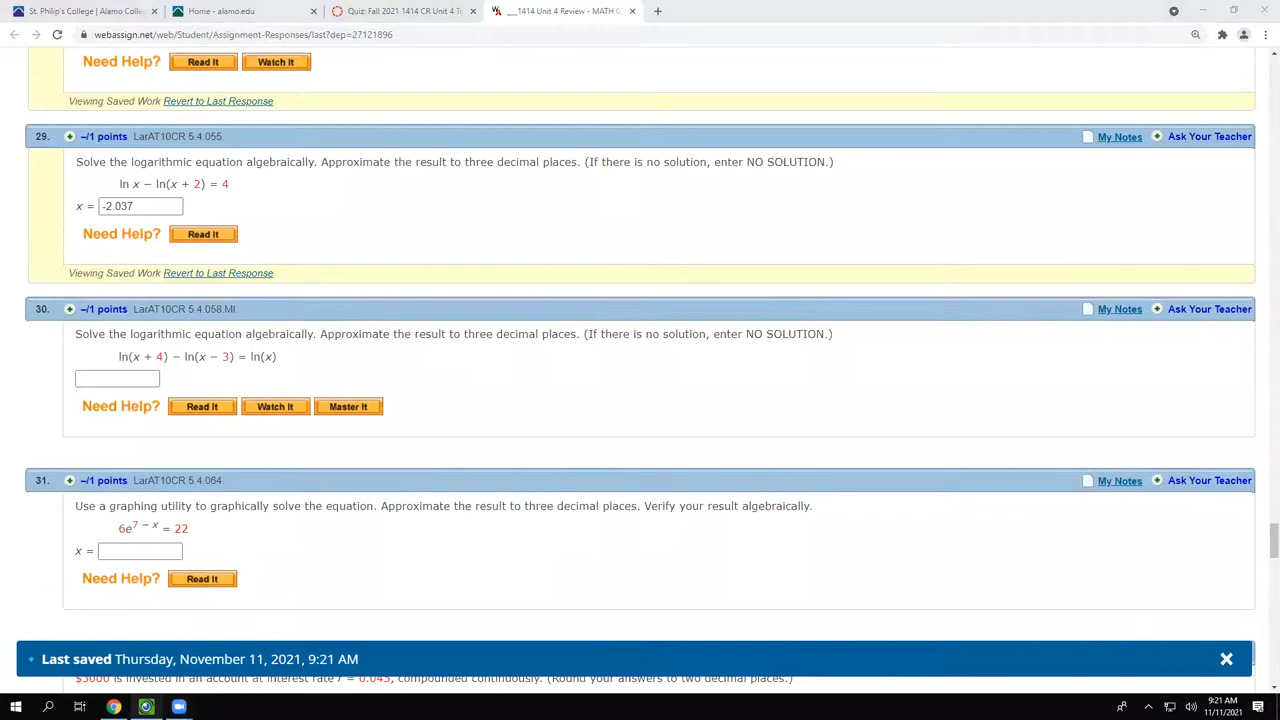 St. Philip's College | Alamo Colle
Home - alamo.edu
Quiz: Fall 2021 1414 CR Unit 4 Te
__1414 Unit 4 Review - MATH 0
webassign.net/web/Student/Assignment-Responses/last?dep=27121896
Need Help? Read It Watch It
Viewing Saved Work Revert to Last Response
29. –/1 points LarAT10CR 5.4.055. My Notes Ask Your Teacher
Solve the logarithmic equation algebraically. Approximate the result to three decimal places. (If there is no solution, enter NO SOLUTION.)
ln x − ln(x + 2) = 4
x = -2.037
Need Help? Read It
Viewing Saved Work Revert to Last Response
30. –/1 points LarAT10CR 5.4.058.MI. My Notes Ask Your Teacher
Solve the logarithmic equation algebraically. Approximate the result to three decimal places. (If there is no solution, enter NO SOLUTION.)
ln(x + 4) − ln(x − 3) = ln(x)
Need Help? Read It Watch It Master It
31. –/1 points LarAT10CR 5.4.064. My Notes Ask Your Teacher
Use a graphing utility to graphically solve the equation. Approximate the result to three decimal places. Verify your result algebraically.
6e^7 − x = 22
x =
Need Help? Read It
Last saved Thursday, November 11, 2021, 9:21 AM
$3000 is invested in an account at interest rate r = 0.045, compounded continuously. (Round your answers to two decimal places.)
9:21 AM
11/11/2021